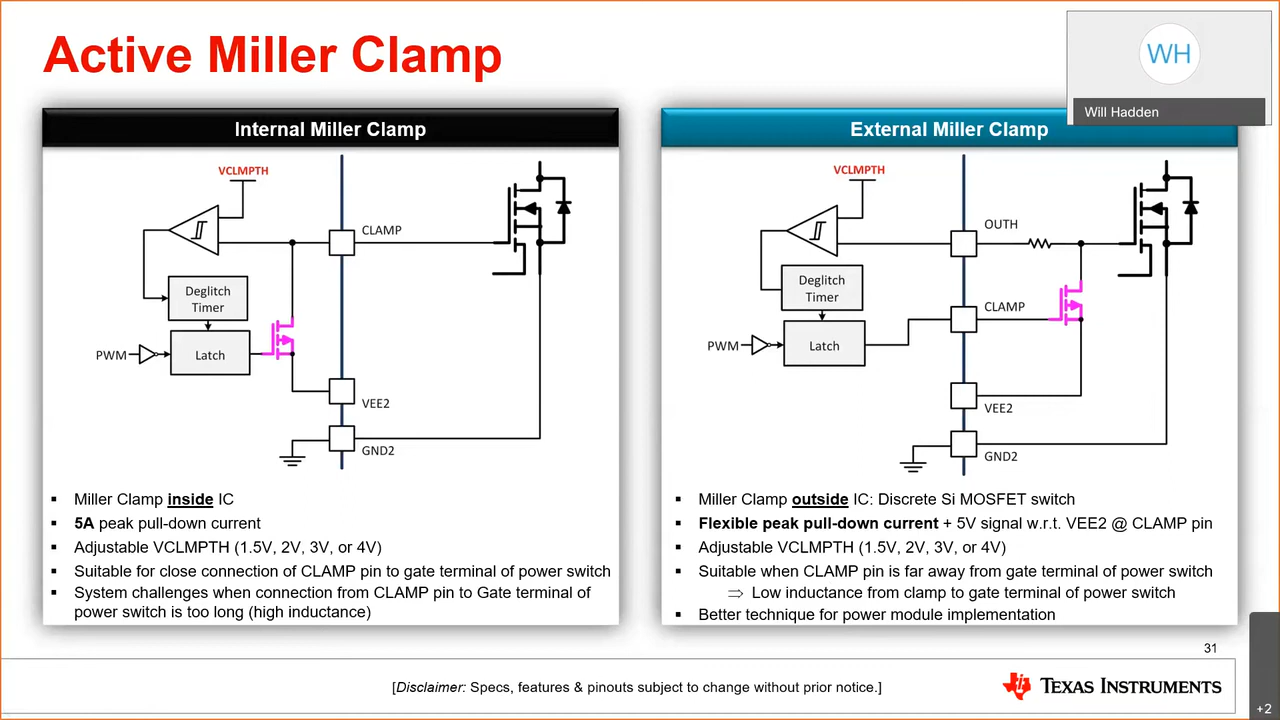 Active Miller Clamp
WH
Will Hadden
Internal Miller Clamp
VCLMPTH
CLAMP
Deglitch
Timer
PWM
Latch
VEE2
GND2
▪ Miller Clamp inside IC
▪ 5A peak pull-down current
▪ Adjustable VCLMPTH (1.5V, 2V, 3V, or 4V)
▪ Suitable for close connection of CLAMP pin to gate terminal of power switch
▪ System challenges when connection from CLAMP pin to Gate terminal of
power switch is too long (high inductance)
External Miller Clamp
VCLMPTH
OUTH
Deglitch
Timer
CLAMP
PWM
Latch
VEE2
GND2
▪ Miller Clamp outside IC: Discrete Si MOSFET switch
▪ Flexible peak pull-down current + 5V signal w.r.t. VEE2 @ CLAMP pin
▪ Adjustable VCLMPTH (1.5V, 2V, 3V, or 4V)
▪ Suitable when CLAMP pin is far away from gate terminal of power switch
⇒ Low inductance from clamp to gate terminal of power switch
▪ Better technique for power module implementation
31
[Disclaimer: Specs, features & pinouts subject to change without prior notice.]
TEXAS INSTRUMENTS
+2